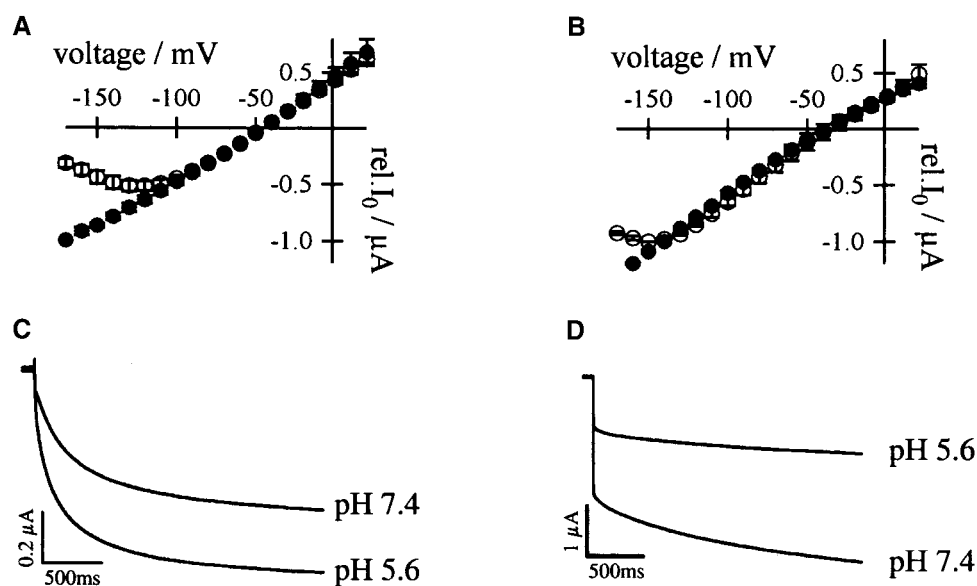 A
voltage / mV
-150
-100
-50
0.5
-0.5
-1.0
rel.I₀ / µA
B
voltage / mV
-150
-100
-50
0.5
-0.5
-1.0
rel.I₀ / µA
C
pH 7.4
pH 5.6
0.2 µA
500ms
D
pH 5.6
pH 7.4
1 µA
500ms